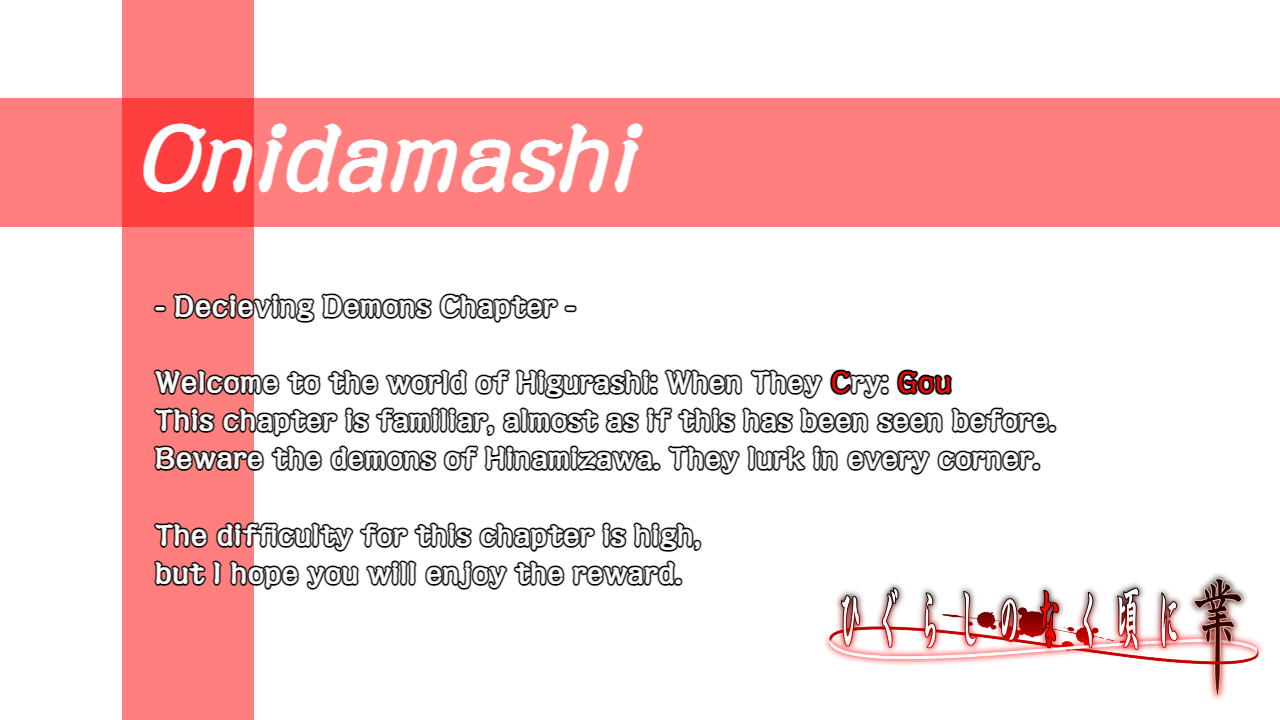 Onidamashi
- Decieving Demons Chapter -
Welcome to the world of Higurashi: When They Cry: Gou
This chapter is familiar, almost as if this has been seen before.
Beware the demons of Hinamizawa. They lurk in every corner.
The difficulty for this chapter is high,
but I hope you will enjoy the reward.
ひぐらしのなく頃に業